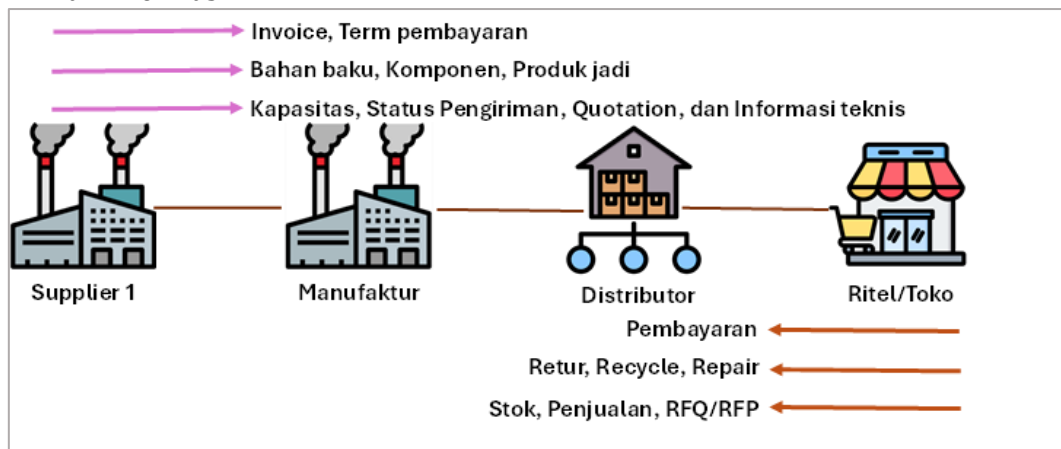 Invoice, Term pembayaran
Bahan baku, Komponen, Produk jadi
Kapasitas, Status Pengiriman, Quotation, dan Informasi teknis
Supplier 1
Manufaktur
Distributor
Ritel/Toko
Pembayaran
Retur, Recycle, Repair
Stok, Penjualan, RFQ/RFP